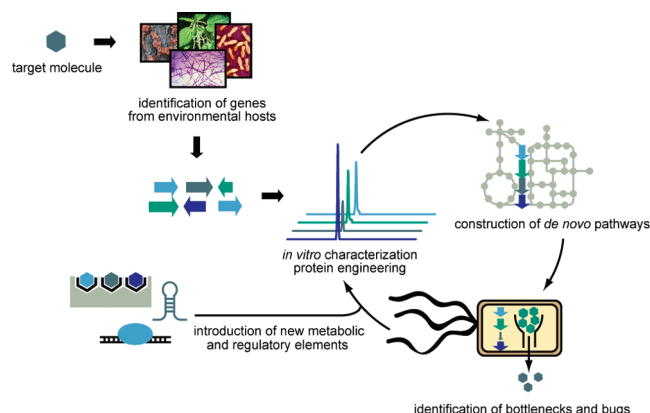 target molecule
identification of genes
from environmental hosts
in vitro characterization
protein engineering
construction of de novo pathways
introduction of new metabolic
and regulatory elements
identification of bottlenecks and bugs